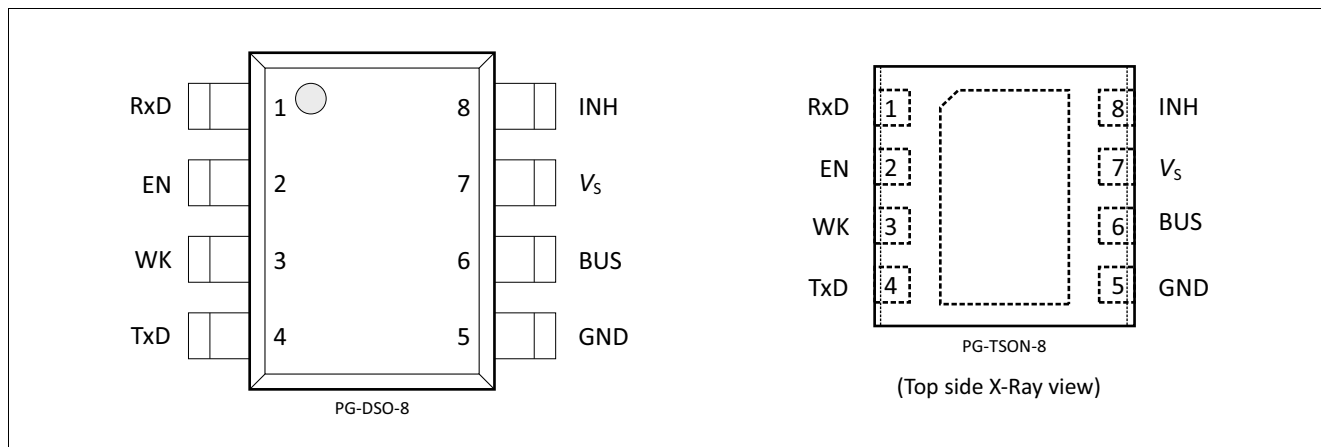 RxD 1 8 INH
EN 2 7 VS
WK 3 6 BUS
TxD 4 5 GND
PG-DSO-8
RxD 1 8 INH
EN 2 7 VS
WK 3 6 BUS
TxD 4 5 GND
PG-TSON-8
(Top side X-Ray view)